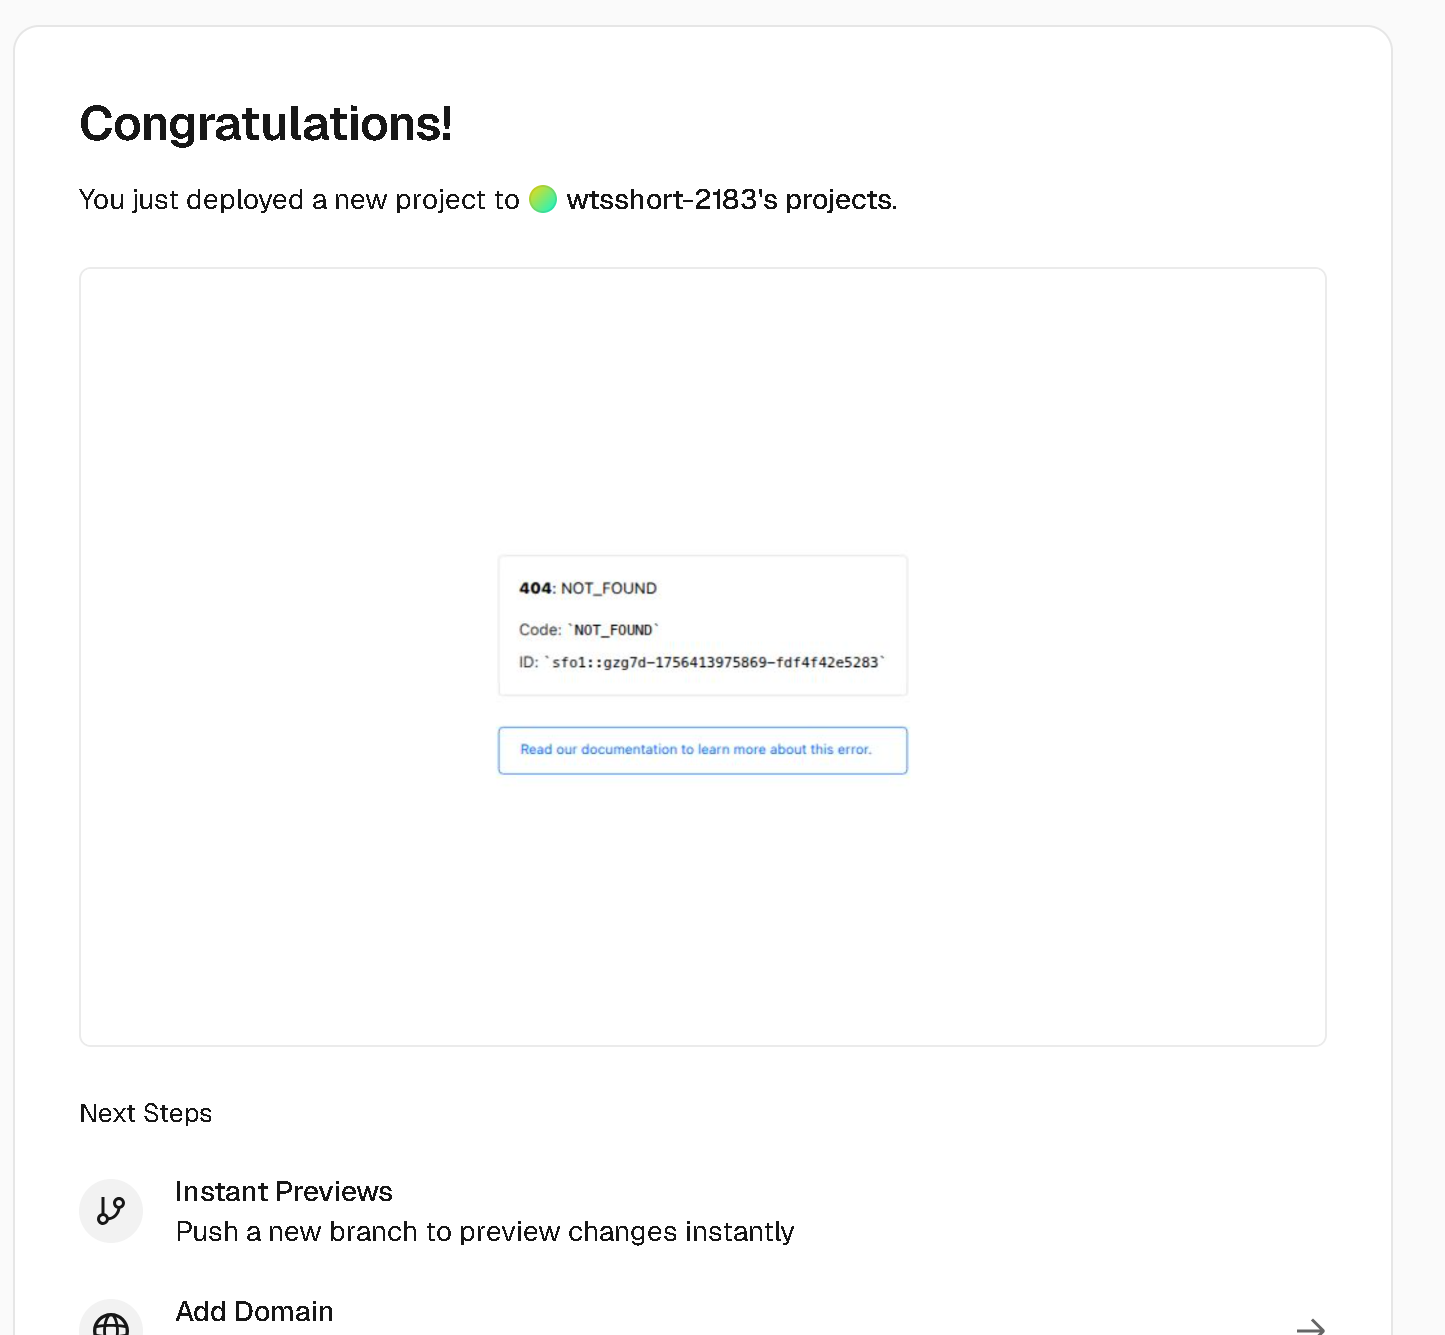 Congratulations!
You just deployed a new project to wtsshort-2183's projects.
404: NOT_FOUND
Code: `NOT_FOUND`
ID: `sfo1::gzg7d-1756413975869-fdf4f42e5283`
Read our documentation to learn more about this error.
Next Steps
Instant Previews
Push a new branch to preview changes instantly
Add Domain